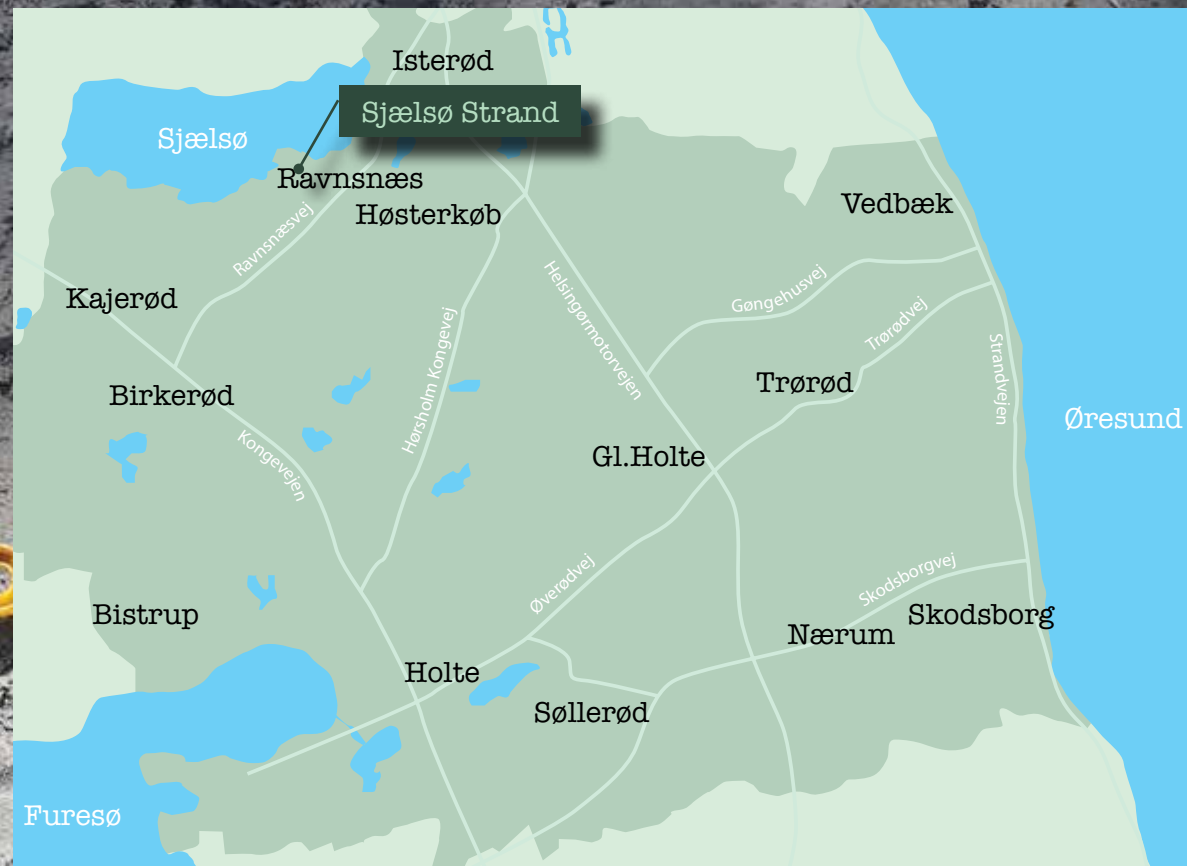 Isterød
Sjælsø Strand
Sjælsø
Ravnsnæs
Høsterkøb
Vedbæk
Ravnsnæsvej
Kajerød
Gøngehusvej
Helsingørmotorvejen
Trørødvej
Hørsholm Kongevej
Strandvejen
Birkerød
Trørød
Øresund
Kongevejen
Gl.Holte
Øverødvej
Skodsborgvej
Bistrup
Skodsborg
Nærum
Holte
Søllerød
Furesø